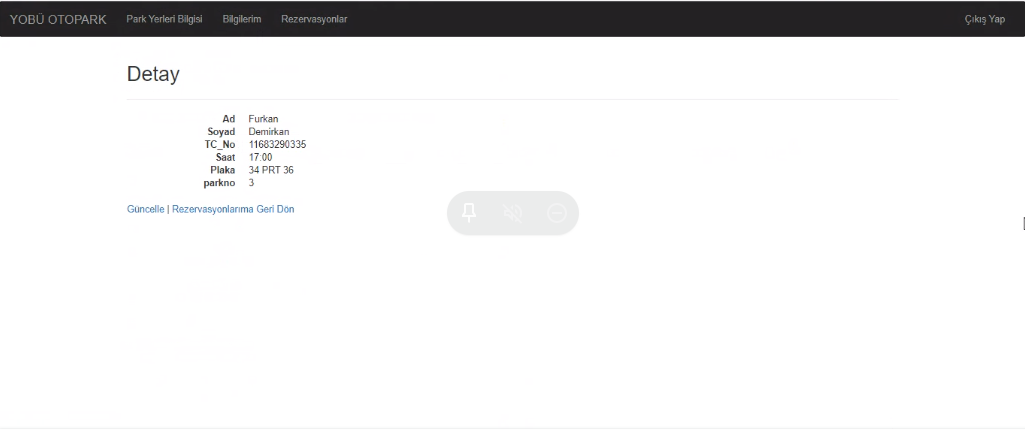 YOBÜ OTOPARK Park Yerleri Bilgisi Bilgilerim Rezervasyonlar Çıkış Yap
Detay
Ad Furkan
Soyad Demirkan
TC_No 11683290335
Saat 17:00
Plaka 34 PRT 36
parkno 3
Güncelle | Rezervasyonlarıma Geri Dön